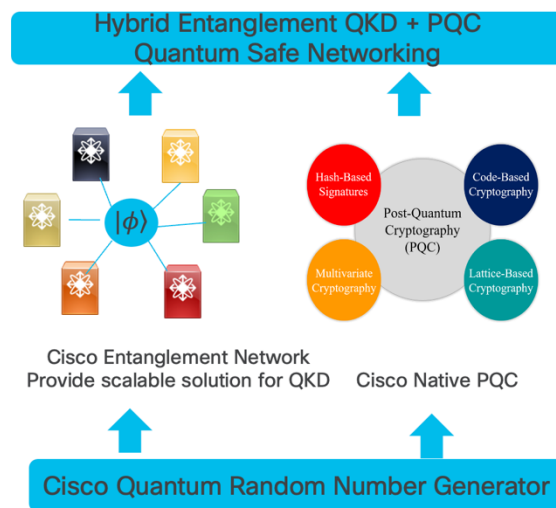 Hybrid Entanglement QKD + PQC
Quantum Safe Networking
|ϕ⟩
Hash-Based
Signatures
Code-Based
Cryptography
Post-Quantum
Cryptography
(PQC)
Multivariate
Cryptography
Lattice-Based
Cryptography
Cisco Entanglement Network
Provide scalable solution for QKD
Cisco Native PQC
Cisco Quantum Random Number Generator